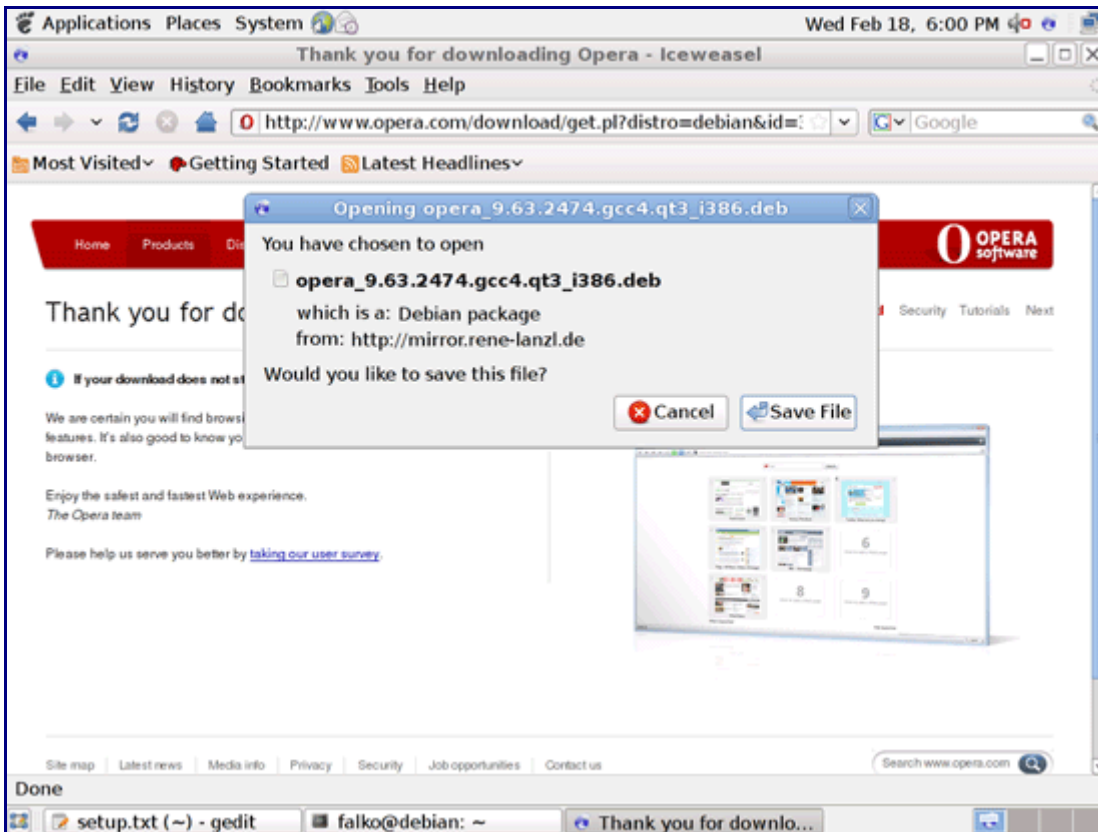 Applications Places System Wed Feb 18, 6:00 PM
Thank you for downloading Opera - Iceweasel
File Edit View History Bookmarks Tools Help
http://www.opera.com/download/get.pl?distro=debian&id= Google
Most Visited Getting Started Latest Headlines
Opening opera_9.63.2474.gcc4.qt3_i386.deb
Home Products
OPERA
software
You have chosen to open
opera_9.63.2474.gcc4.qt3_i386.deb
which is a: Debian package
from: http://mirror.rene-lanzl.de
Would you like to save this file?
Cancel Save File
Thank you for do
Security Tutorials Next
If your download does not st
We are certain you will find browsi
features. It's also good to know yo
browser.
Enjoy the safest and fastest Web experience.
The Opera team
Please help us serve you better by taking our user survey.
6
8 9
Site map Latest news Media info Privacy Security Job opportunities Contact us Search www.opera.com
Done
setup.txt (~) - gedit falko@debian: ~ Thank you for downlo...